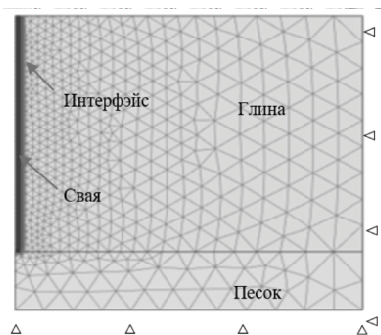 Интерфэйс
Глина
Свая
Песок